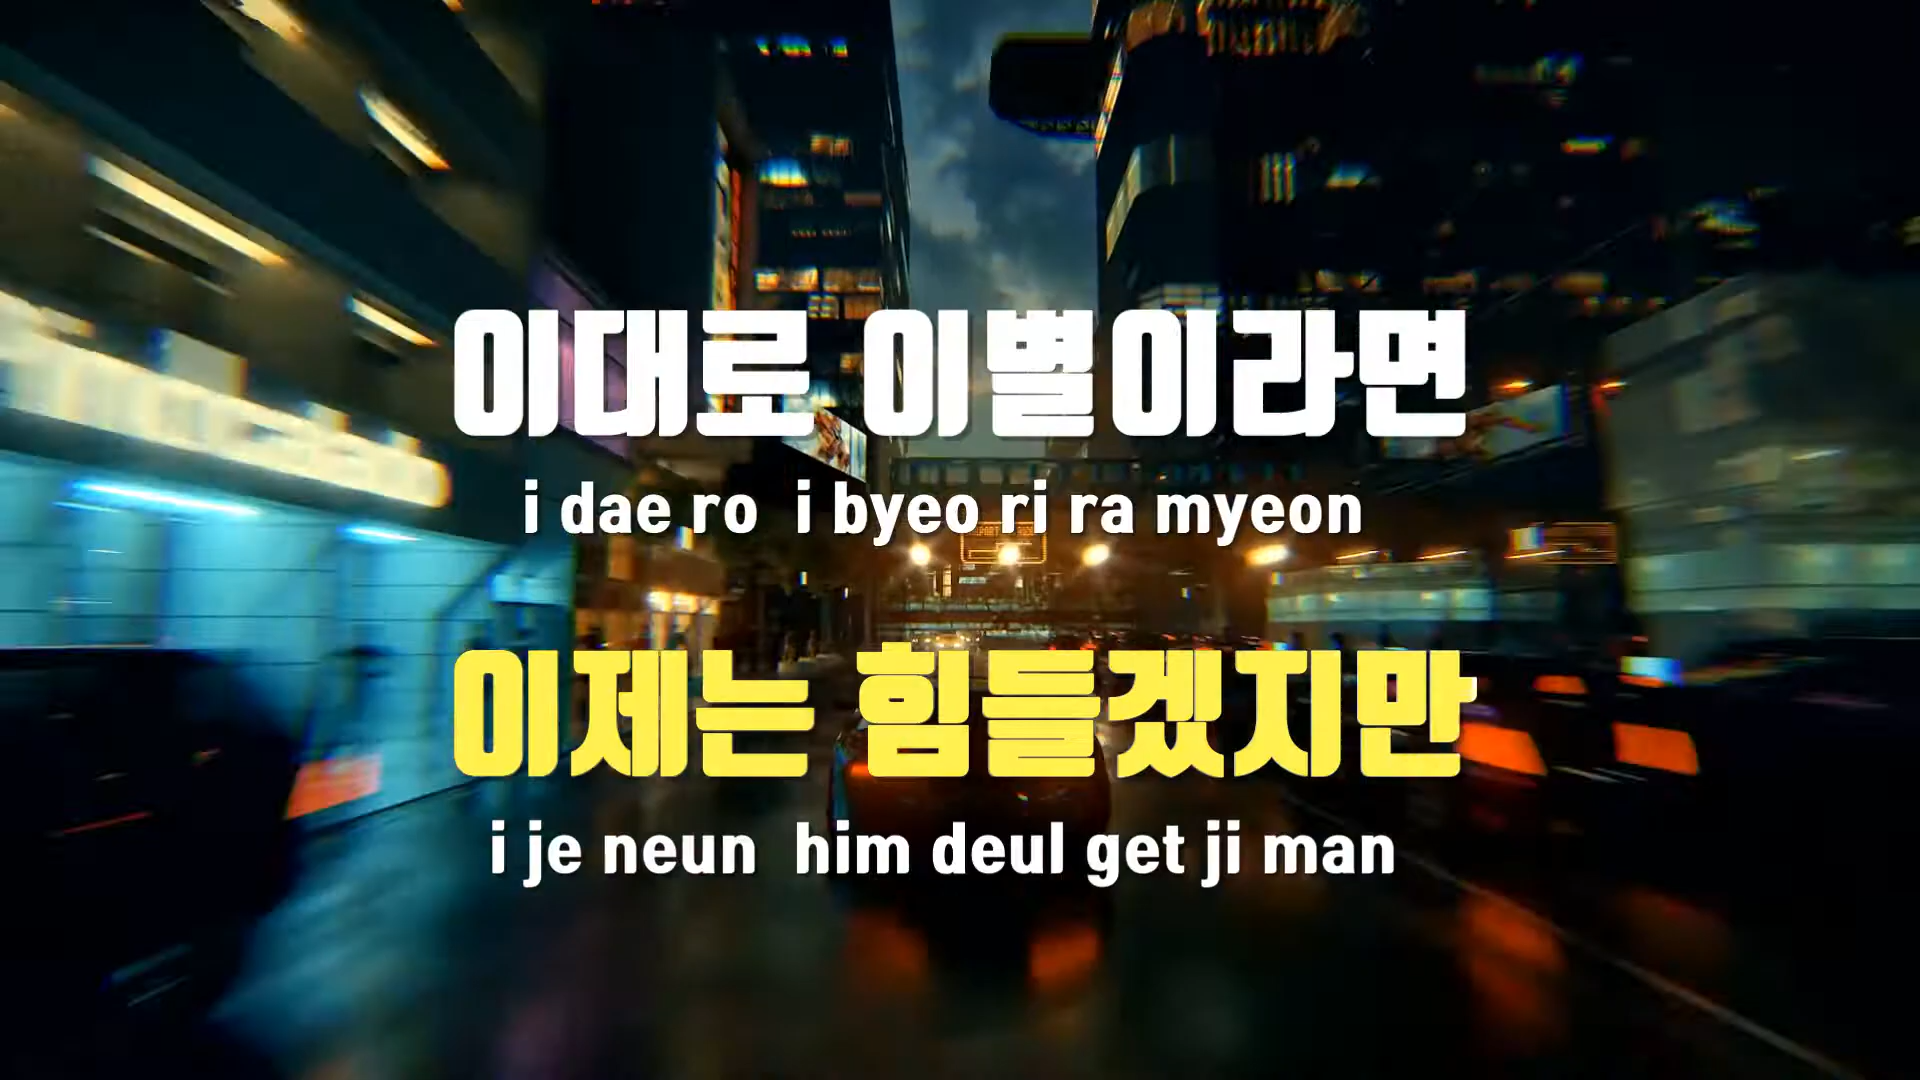 이대로 이별이라면
i dae ro i byeo ri ra myeon
이제는 힘들겠지만
i je neun him deul get ji man